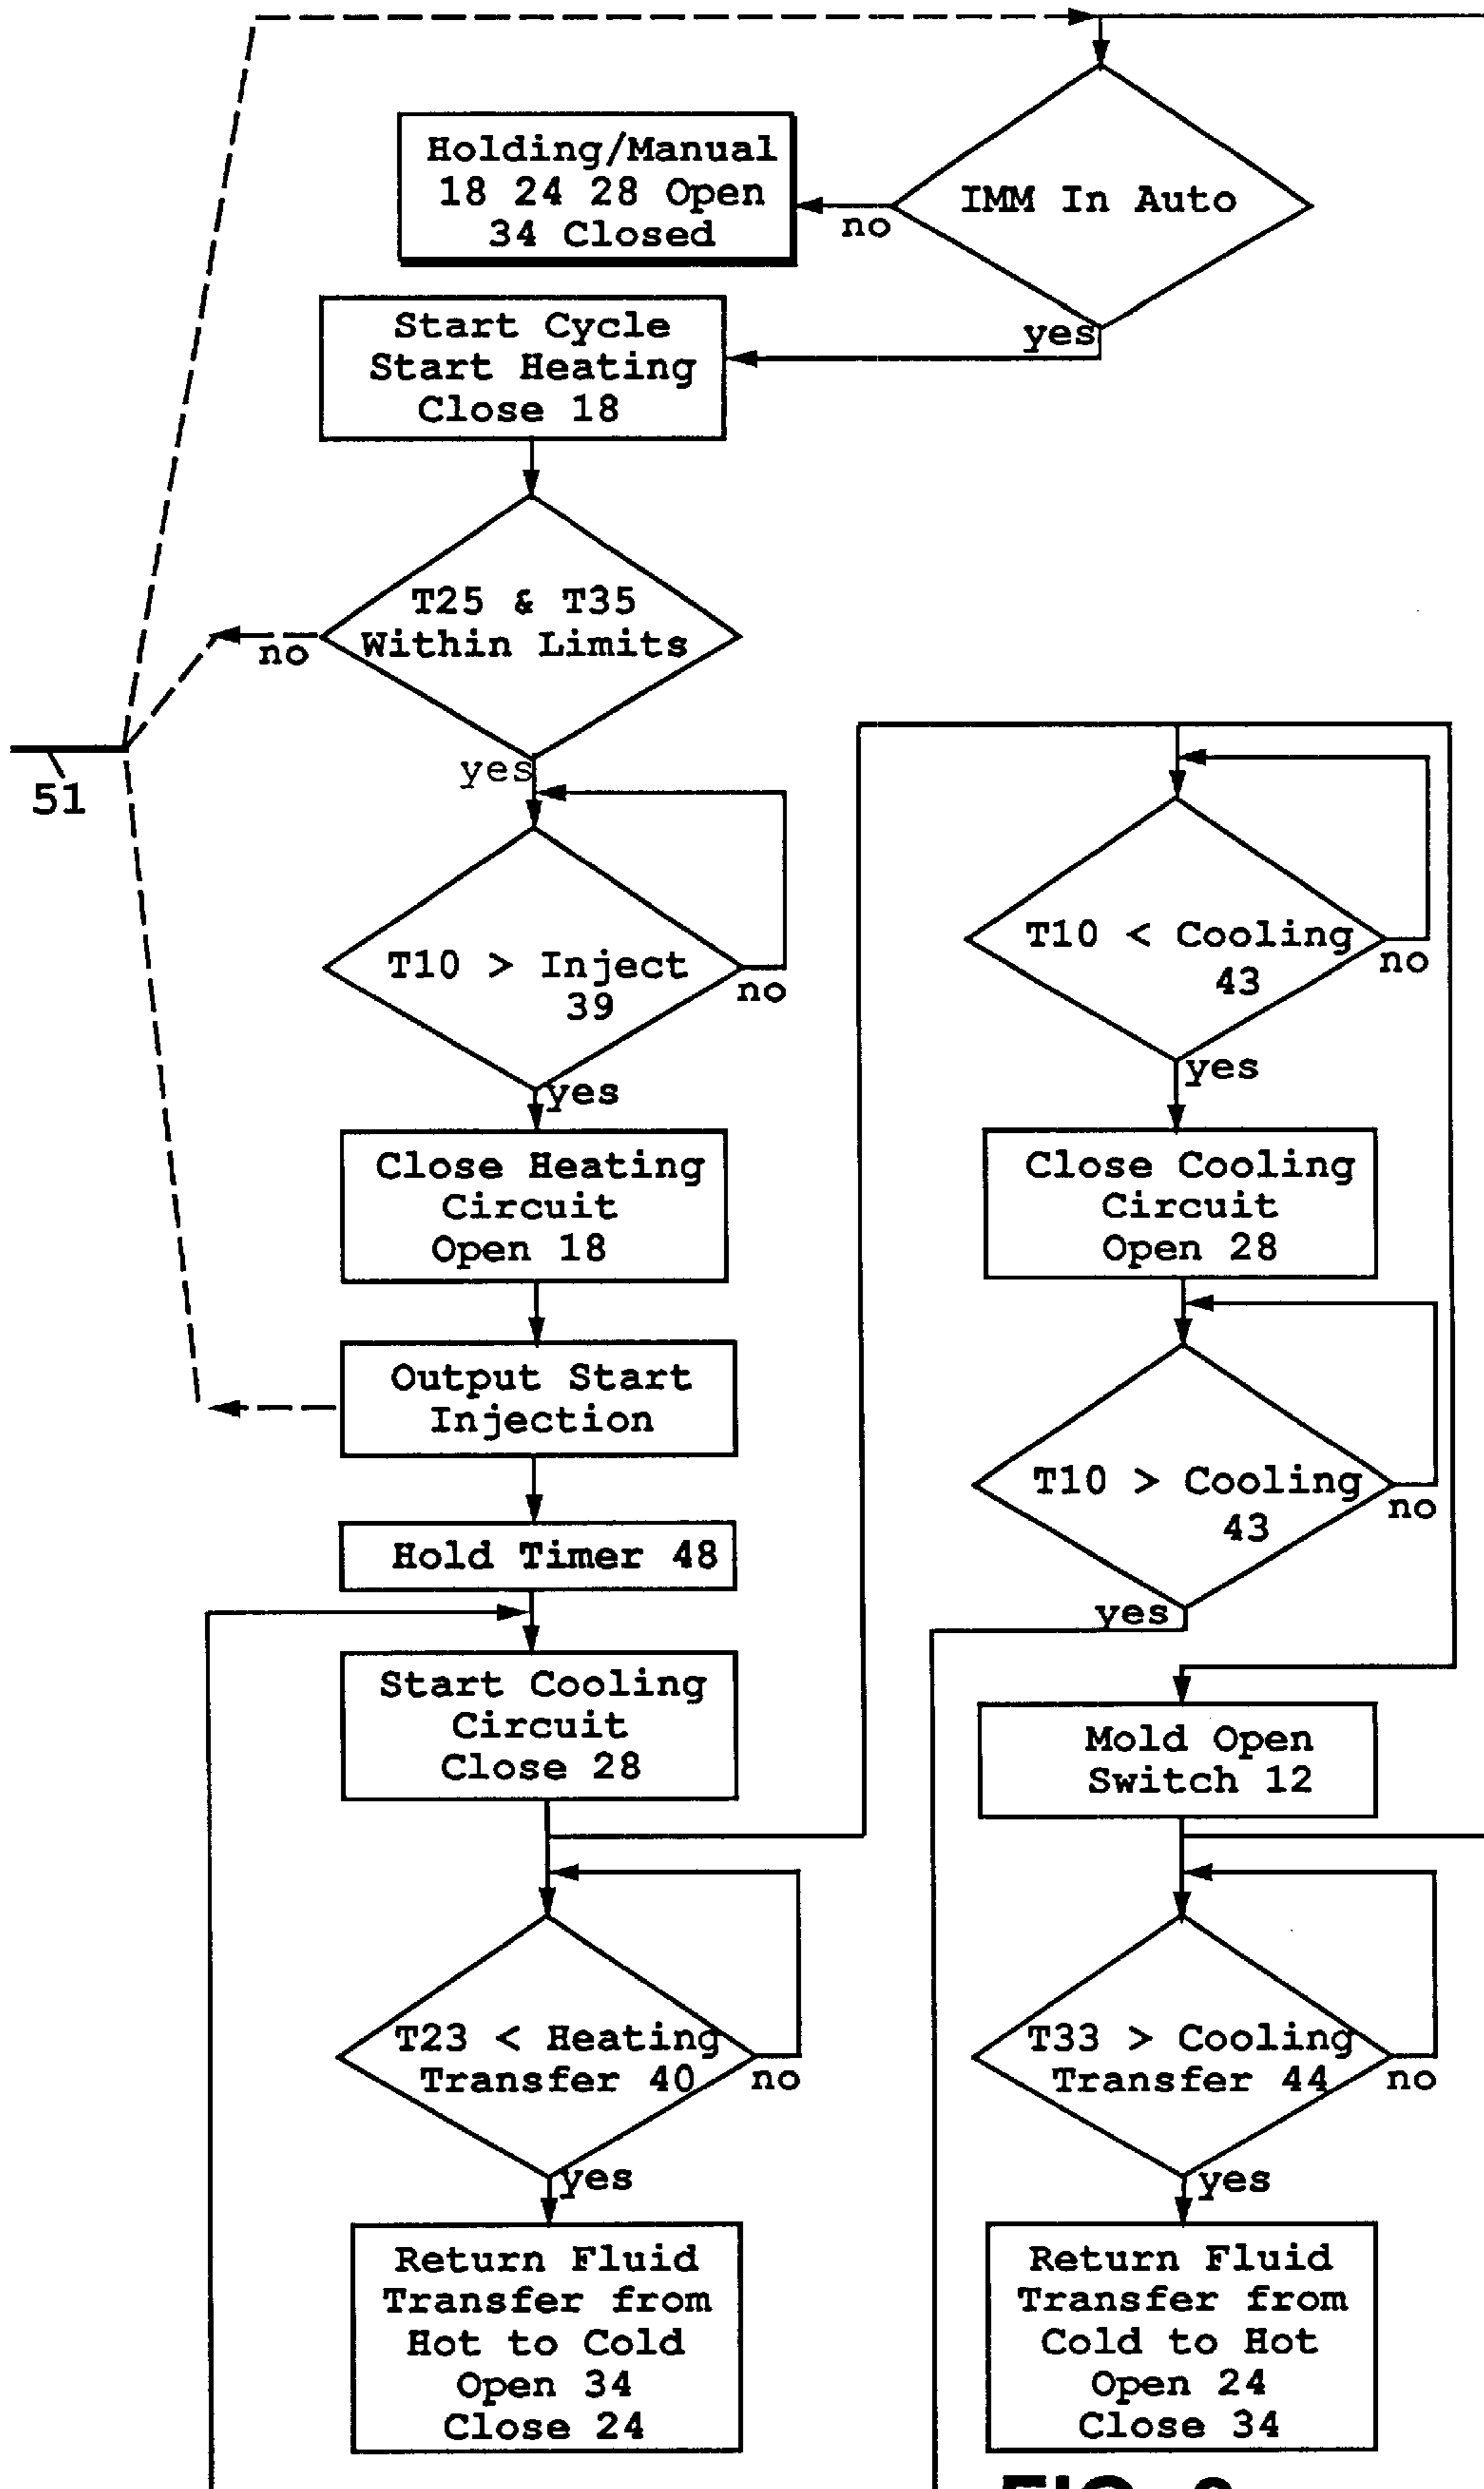 IMM In Auto
no
yes
Holding/Manual
18 24 28 Open
34 Closed
Start Cycle
Start Heating
Close 18
T25 & T35
Within Limits
no
yes
51
T10 > Inject
39
no
yes
Close Heating
Circuit
Open 18
Output Start
Injection
Hold Timer 48
Start Cooling
Circuit
Close 28
T23 < Heating
Transfer 40
no
yes
Return Fluid
Transfer from
Hot to Cold
Open 34
Close 24
T10 < Cooling
43
no
yes
Close Cooling
Circuit
Open 28
T10 > Cooling
43
no
yes
Mold Open
Switch 12
T33 > Cooling
Transfer 44
no
yes
Return Fluid
Transfer from
Cold to Hot
Open 24
Close 34